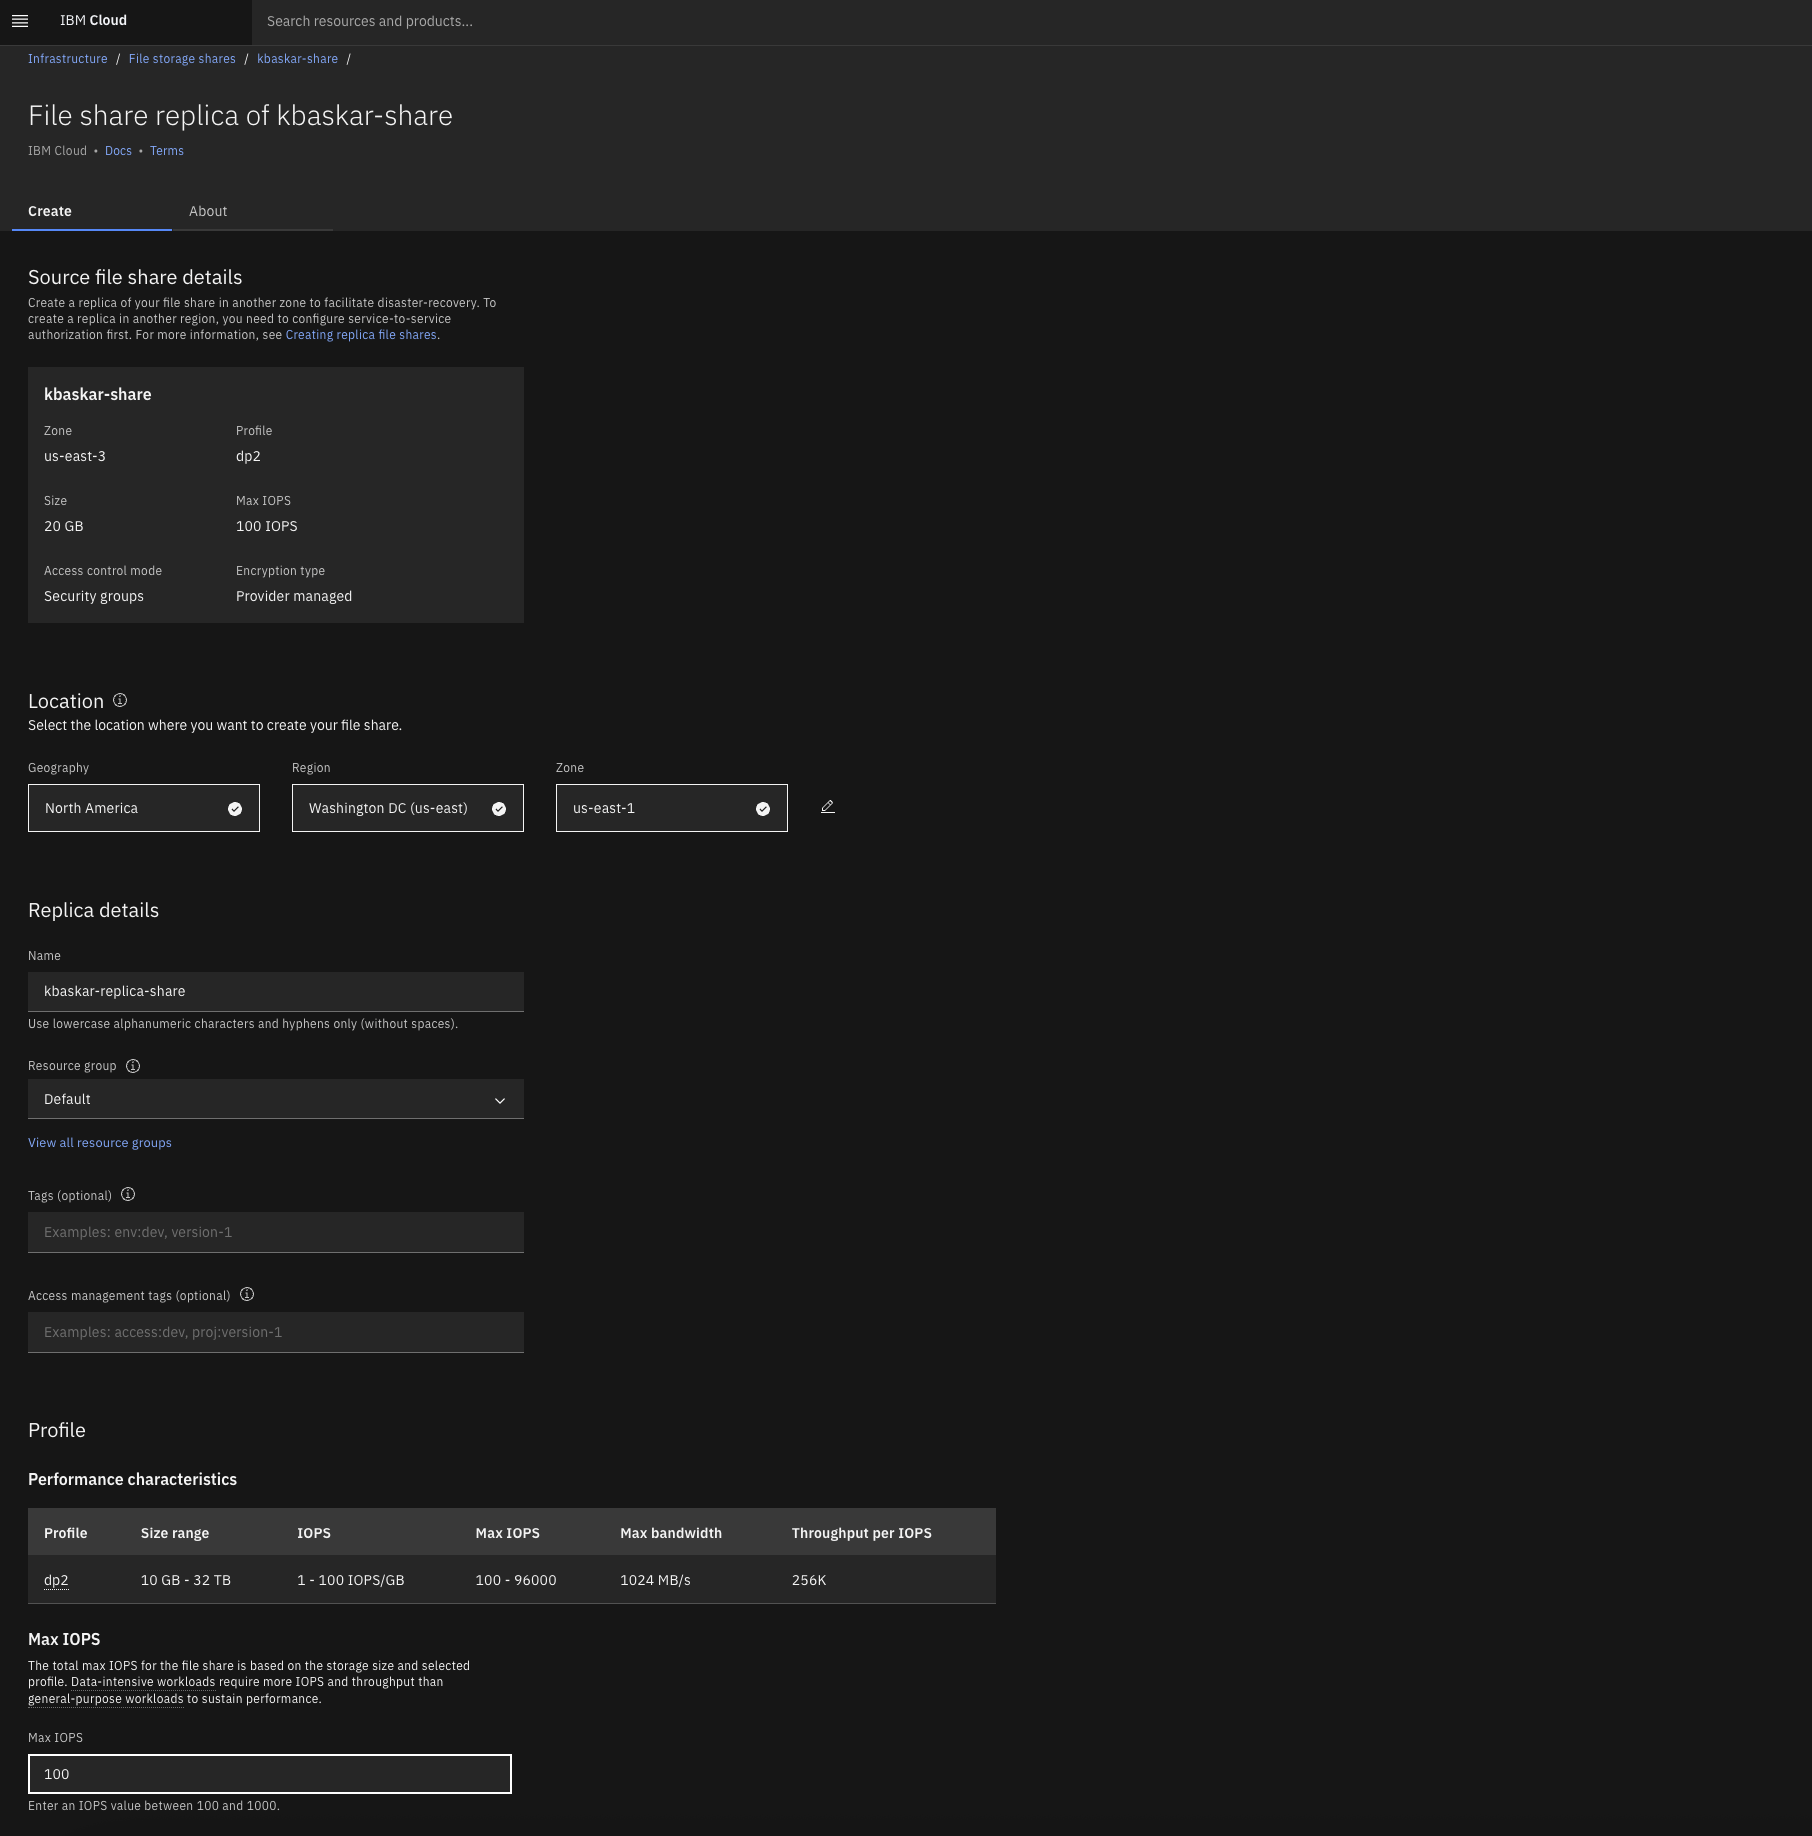 IBM Cloud
Search resources and products...
Infrastructure / File storage shares / kbaskar-share /
File share replica of kbaskar-share
IBM Cloud • Docs • Terms
Create About
Source file share details
Create a replica of your file share in another zone to facilitate disaster-recovery. To
create a replica in another region, you need to configure service-to-service
authorization first. For more information, see Creating replica file shares.
kbaskar-share
Zone Profile
us-east-3 dp2
Size Max IOPS
20 GB 100 IOPS
Access control mode Encryption type
Security groups Provider managed
Location
Select the location where you want to create your file share.
Geography Region Zone
North America Washington DC (us-east) us-east-1
Replica details
Name
kbaskar-replica-share
Use lowercase alphanumeric characters and hyphens only (without spaces).
Resource group
Default
View all resource groups
Tags (optional)
Examples: env:dev, version-1
Access management tags (optional)
Examples: access:dev, proj:version-1
Profile
Performance characteristics
Profile Size range IOPS Max IOPS Max bandwidth Throughput per IOPS
dp2 10 GB - 32 TB 1 - 100 IOPS/GB 100 - 96000 1024 MB/s 256K
Max IOPS
The total max IOPS for the file share is based on the storage size and selected
profile. Data-intensive workloads require more IOPS and throughput than
general-purpose workloads to sustain performance.
Max IOPS
100
Enter an IOPS value between 100 and 1000.